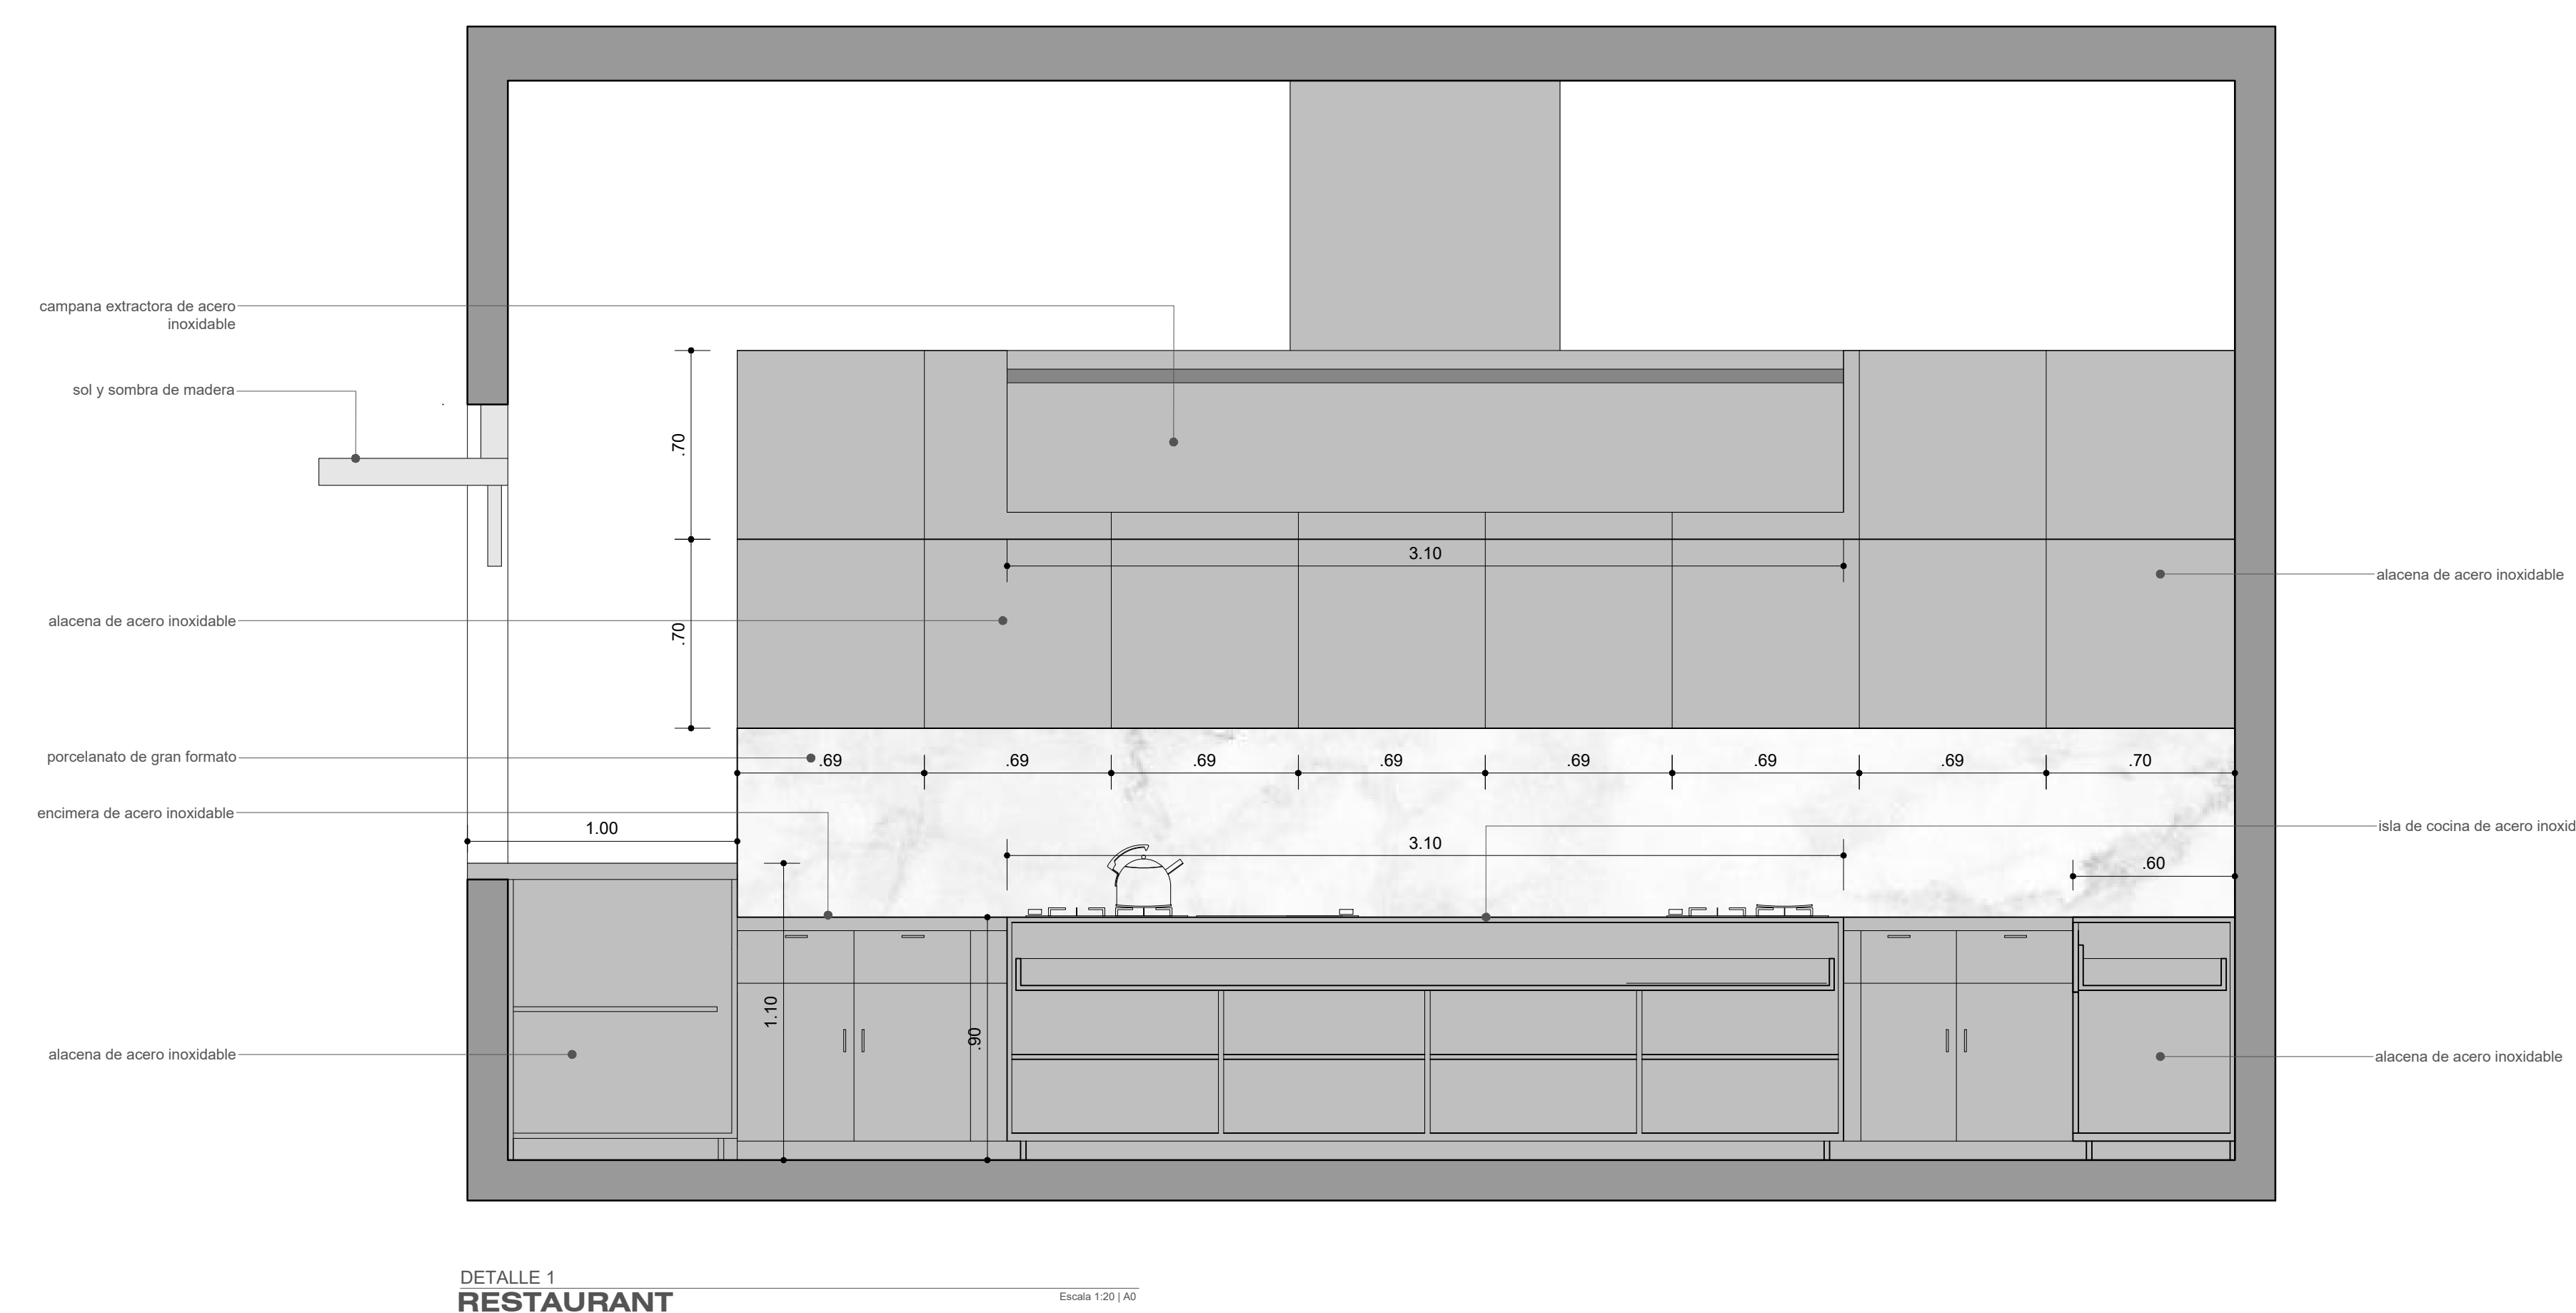 campana extractora de acero
inoxidable
sol y sombra de madera
.70
3.10
alacena de acero inoxidable
alacena de acero inoxidable
.70
porcelanato de gran formato
.69
.69
.69
.69
.69
.69
.69
.70
encimera de acero inoxidable
1.00
3.10
isla de cocina de acero inoxid
.60
1.10
.90
alacena de acero inoxidable
alacena de acero inoxidable
DETALLE 1
RESTAURANT
Escala 1:20 | A0